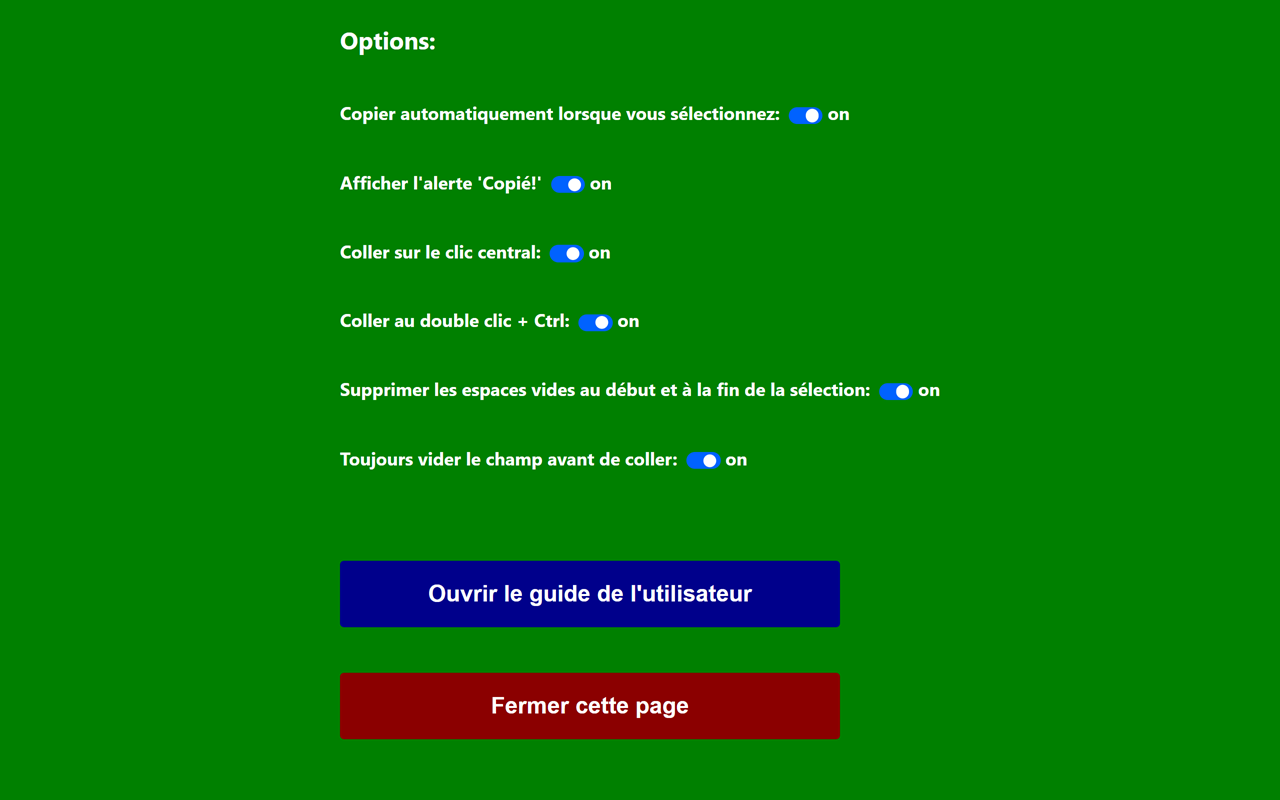 Options:
Copier automatiquement lorsque vous sélectionnez: on
Afficher l'alerte 'Copié!' on
Coller sur le clic central: on
Coller au double clic + Ctrl: on
Supprimer les espaces vides au début et à la fin de la sélection: on
Toujours vider le champ avant de coller: on
Ouvrir le guide de l'utilisateur
Fermer cette page